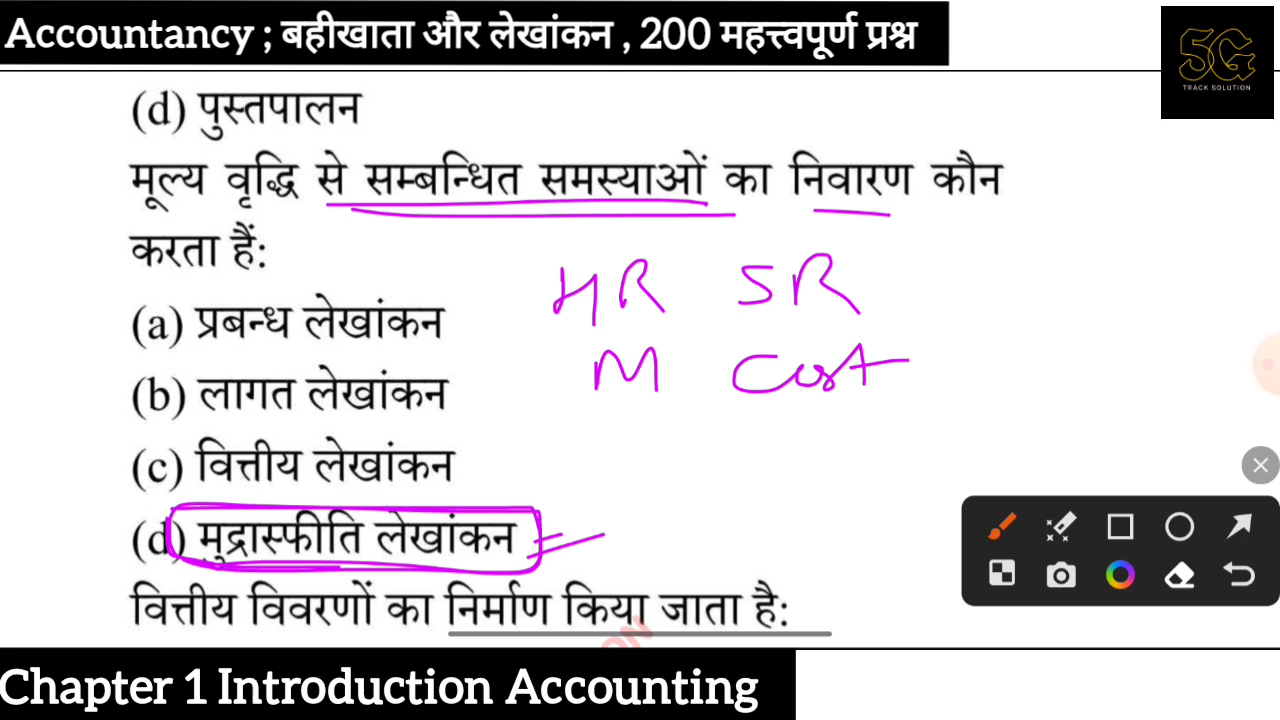 Accountancy ; बहीखाता और लेखांकन , 200 महत्त्वपूर्ण प्रश्न
5G
TRACK SOLUTION
(d) पुस्तपालन
मूल्य वृद्धि से सम्बन्धित समस्याओं का निवारण कौन
करता हैं:
HR SR
(a) प्रबन्ध लेखांकन
M Cost
(b) लागत लेखांकन
(c) वित्तीय लेखांकन
(d) मुद्रास्फीति लेखांकन
वित्तीय विवरणों का निर्माण किया जाता है:
Chapter 1 Introduction Accounting